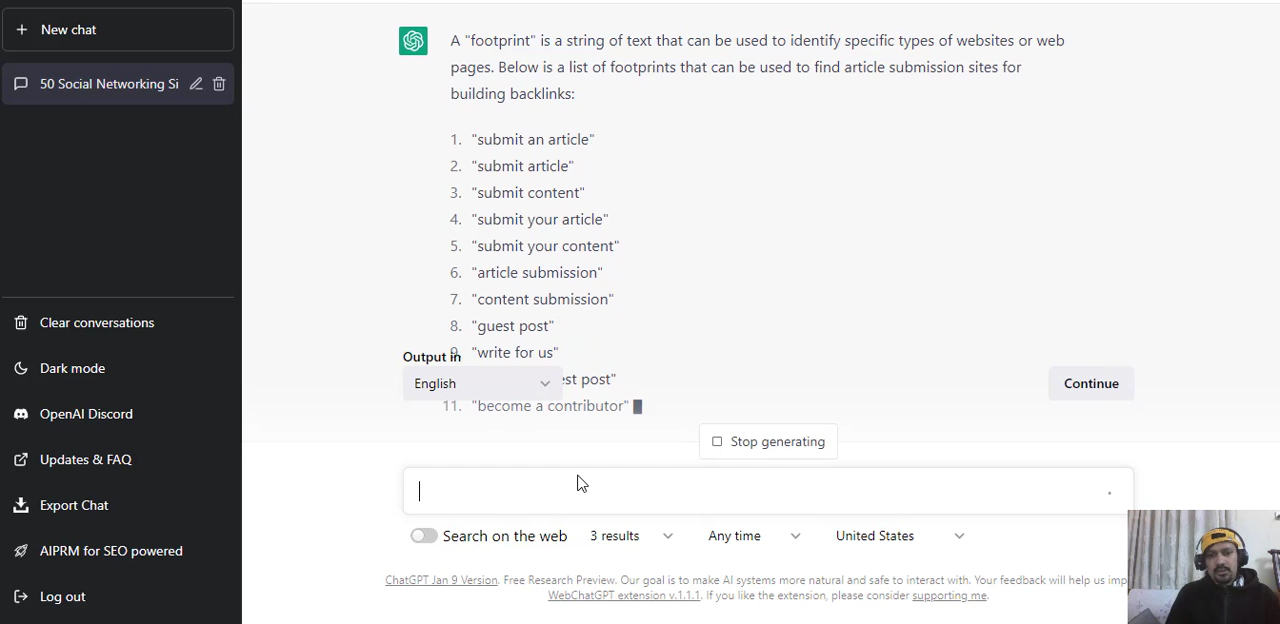 New chat
50 Social Networking Si
Clear conversations
Dark mode
OpenAI Discord
Updates & FAQ
Export Chat
AIPRM for SEO powered
Log out
A "footprint" is a string of text that can be used to identify specific types of websites or web
pages. Below is a list of footprints that can be used to find article submission sites for
building backlinks:
1. "submit an article"
2. "submit article"
3. "submit content"
4. "submit your article"
5. "submit your content"
6. "article submission"
7. "content submission"
8. "guest post"
9. "write for us"
Output in
est post"
English
Continue
11. "become a contributor"
Stop generating
Search on the web
3 results
Any time
United States
ChatGPT Jan 9 Version. Free Research Preview. Our goal is to make AI systems more natural and safe to interact with. Your feedback will help us imp
WebChatGPT extension v.1.1.1. If you like the extension, please consider supporting me.